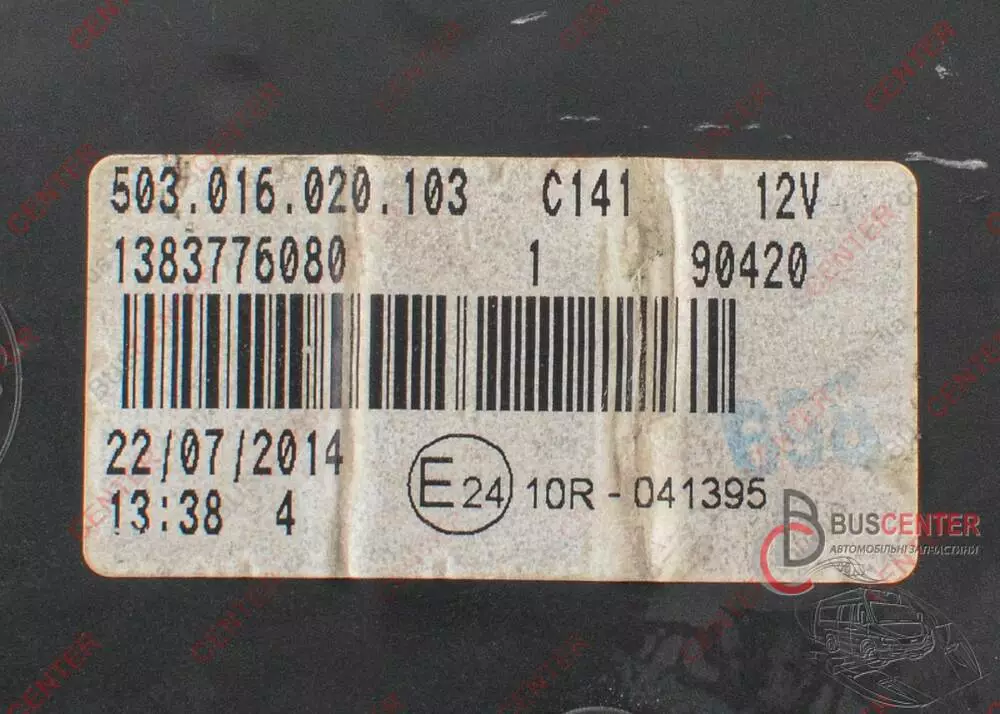 503.016.020.103 C141 12V
1383776080 1 90420
22/07/2014
13:38 4
E24 10R - 041395
BUSCENTER
АВТОМОБІЛЬНІ ЗАПЧАСТИНИ